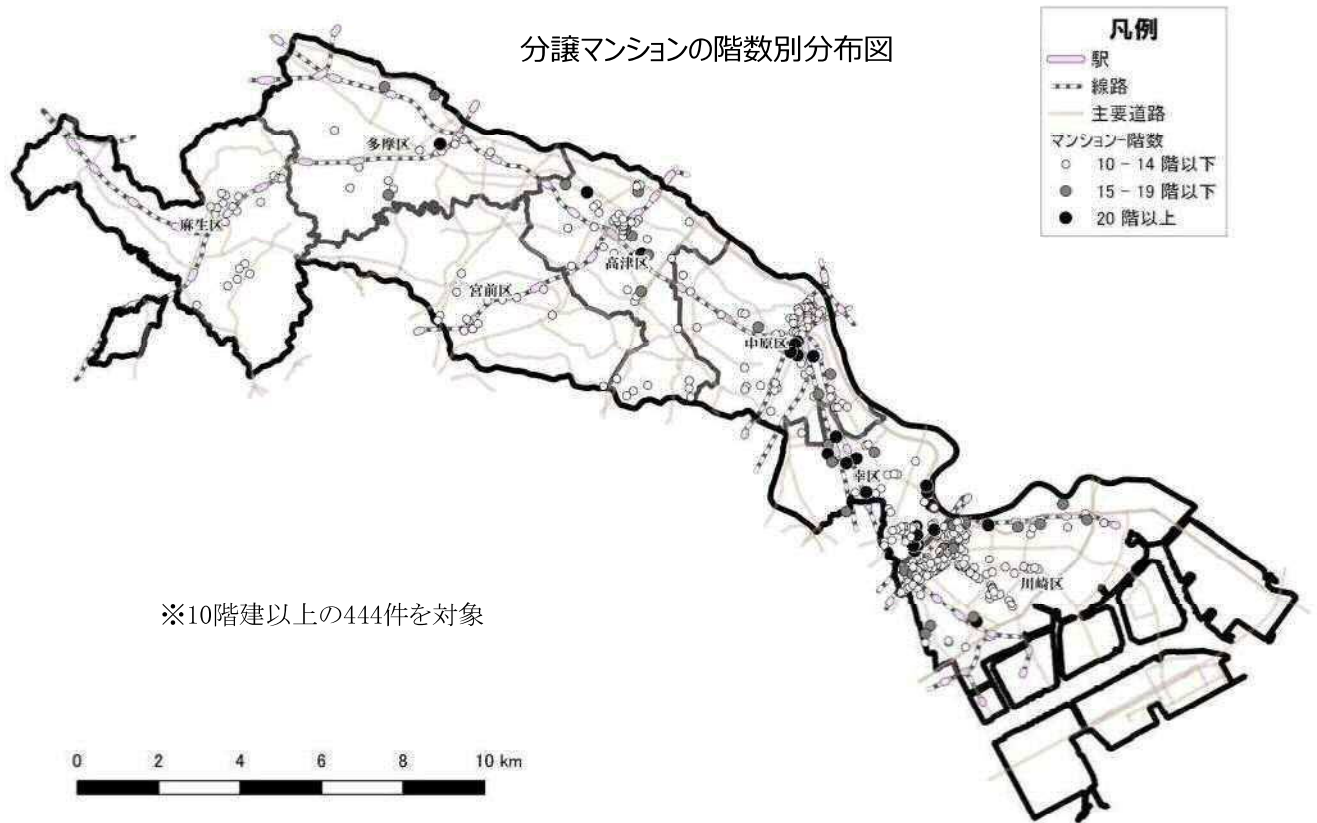 分譲マンションの階数別分布図
凡例
駅
線路
主要道路
マンション-階数
10 - 14 階以下
15 - 19 階以下
20 階以上
多摩区
麻生区
高津区
宮前区
中原区
幸区
川崎区
※10階建以上の444件を対象
0 2 4 6 8 10 km